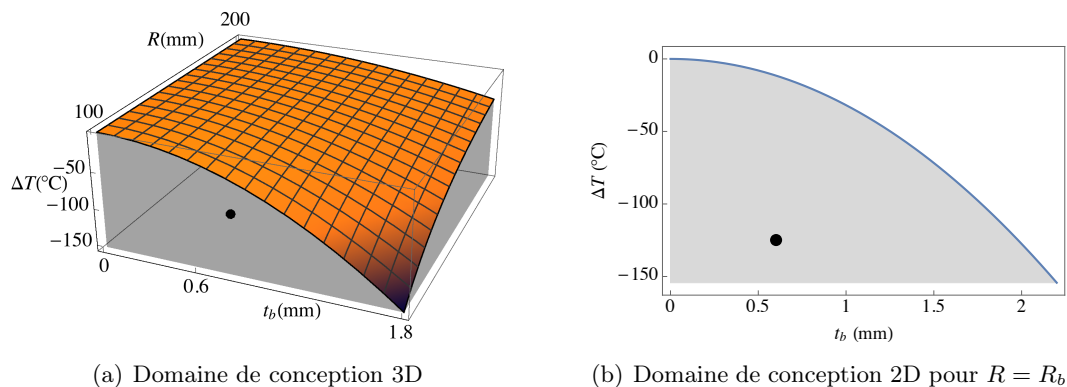 200
R(mm)
100
−50
ΔT(°C)
−100
−150
0
0.6
t_b(mm)
1.8
(a) Domaine de conception 3D
0
−50
ΔT (°C)
−100
−150
0
0.5
1
1.5
2
t_b (mm)
(b) Domaine de conception 2D pour R = R_b